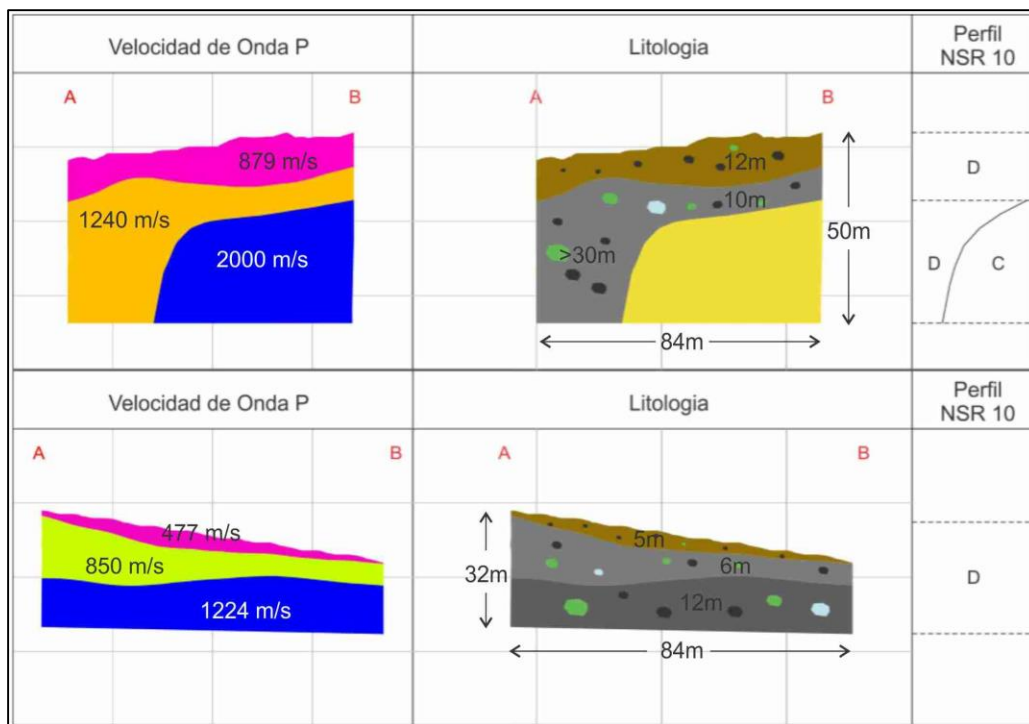 Velocidad de Onda P
Litologia
Perfil
NSR 10
A
B
879 m/s
1240 m/s
2000 m/s
A
B
12m
10m
>30m
50m
84m
D
D
C
Velocidad de Onda P
Litologia
Perfil
NSR 10
A
B
477 m/s
850 m/s
1224 m/s
A
B
5m
6m
12m
32m
84m
D